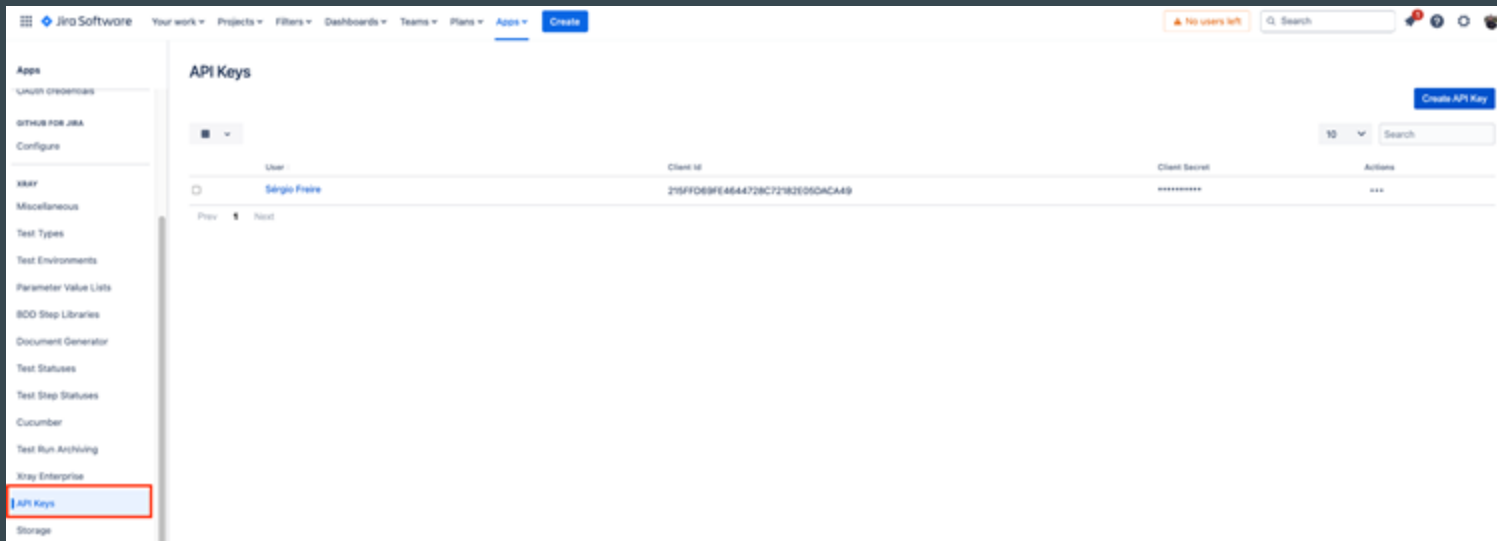 Jira Software Your work Projects Filters Dashboards Teams Plans Apps Create No users left Search 1
Apps
OAuth credentials
GITHUB FOR JIRA
Configure
XRAY
Miscellaneous
Test Types
Test Environments
Parameter Value Lists
BDD Step Libraries
Document Generator
Test Statuses
Test Step Statuses
Cucumber
Test Run Archiving
Xray Enterprise
API Keys
Storage
API Keys
Create API Key
10 Search
User Client Id Client Secret Actions
Sérgio Freire 215FFD69FE4644728C72182E05DACA49 ********** •••
Prev 1 Next